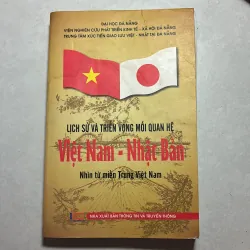 ĐẠI HỌC ĐÀ NẴNG
VIỆN NGHIÊN CỨU PHÁT TRIỂN KINH TẾ - XÃ HỘI ĐÀ NẴNG
TRUNG TÂM XÚC TIẾN GIAO LƯU VIỆT - NHẬT TẠI ĐÀ NẴNG
LỊCH SỬ VÀ TRIỂN VỌNG MỐI QUAN HỆ
Việt Nam - Nhật Bản
Nhìn từ miền Trung Việt Nam
NHÀ XUẤT BẢN THÔNG TIN VÀ TRUYỀN THÔNG